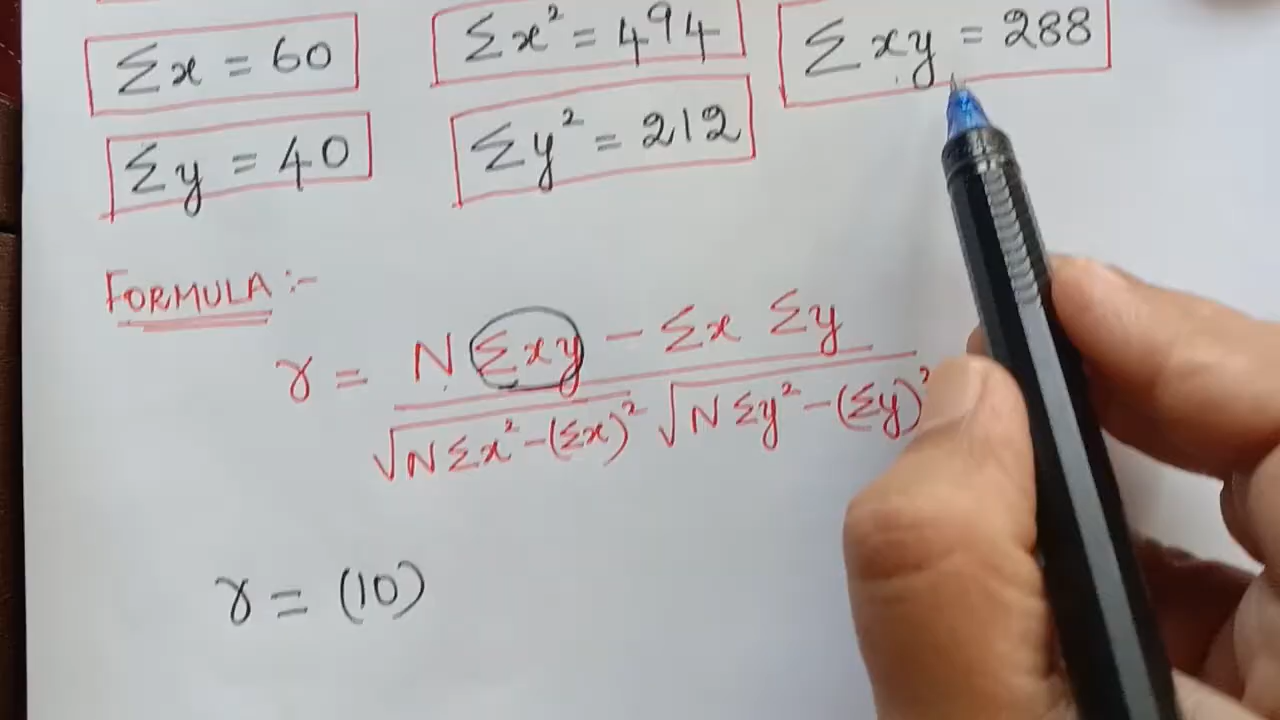 Σx = 60
Σx² = 494
Σxy = 288
Σy = 40
Σy² = 212
FORMULA :-
r = N Σxy - Σx Σy
√NΣx² - (Σx)² √NΣy² - (Σy)²
r = (10)